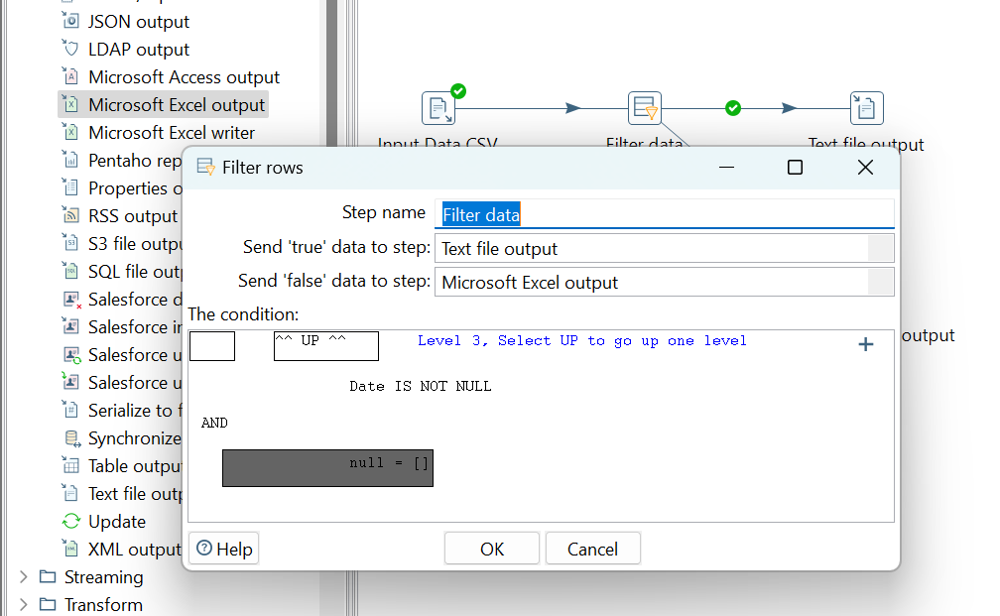 JSON output
LDAP output
Microsoft Access output
Microsoft Excel output
Microsoft Excel writer
Pentaho rep
Properties o
RSS output
S3 file outpu
SQL file outp
Salesforce d
Salesforce in
Salesforce u
Salesforce u
Serialize to f
Synchronize
Table output
Text file outp
Update
XML output
Streaming
Transform
Input Data CSV
Filter data
Text file output
Filter rows
Step name
Filter data
Send 'true' data to step:
Text file output
Send 'false' data to step:
Microsoft Excel output
The condition:
^^ UP ^^
Level 3, Select UP to go up one level
+
Date IS NOT NULL
AND
null = []
Help
OK
Cancel
output